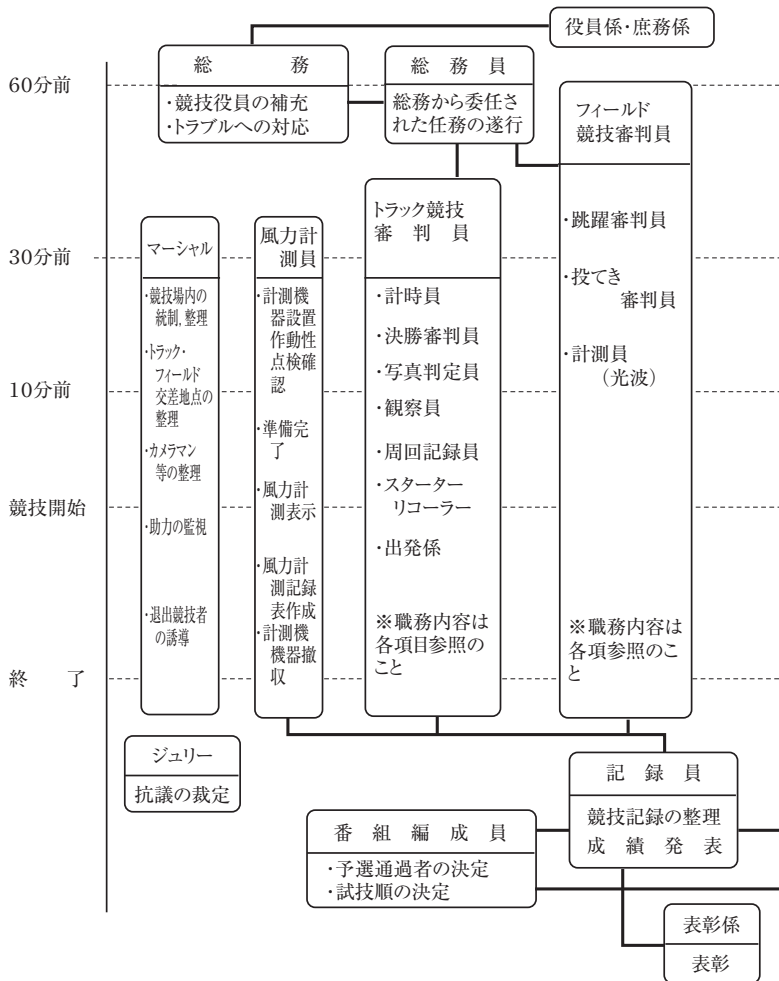 役員係・庶務係
総　　務
・競技役員の補充
・トラブルへの対応
総　務　員
総務から委任さ
れた任務の遂行
60分前
30分前
10分前
競技開始
終　　了
マーシャル
・競技場内の
統制，整理
・トラック・
フィールド
交差地点の
整理
・カメラマン
等の整理
・助力の監視
・退出競技者
の誘導
風力計
測員
・計測機
器設置
作動性
点検確
認
・準備完
了
・風力計
測表示
・風力計
測記録
表作成
・計測機
機器撤
収
トラック競技
審　判　員
・計時員
・決勝審判員
・写真判定員
・観察員
・周回記録員
・スターター
リコーラー
・出発係
※職務内容は
各項目参照の
こと
フィールド
競技審判員
・跳躍審判員
・投てき
審判員
・計測員
（光波）
※職務内容は
各項参照のこ
と
ジュリー
抗議の裁定
記　録　員
競技記録の整理
成　績　発　表
番　組　編　成　員
・予選通過者の決定
・試技順の決定
表彰係
表彰